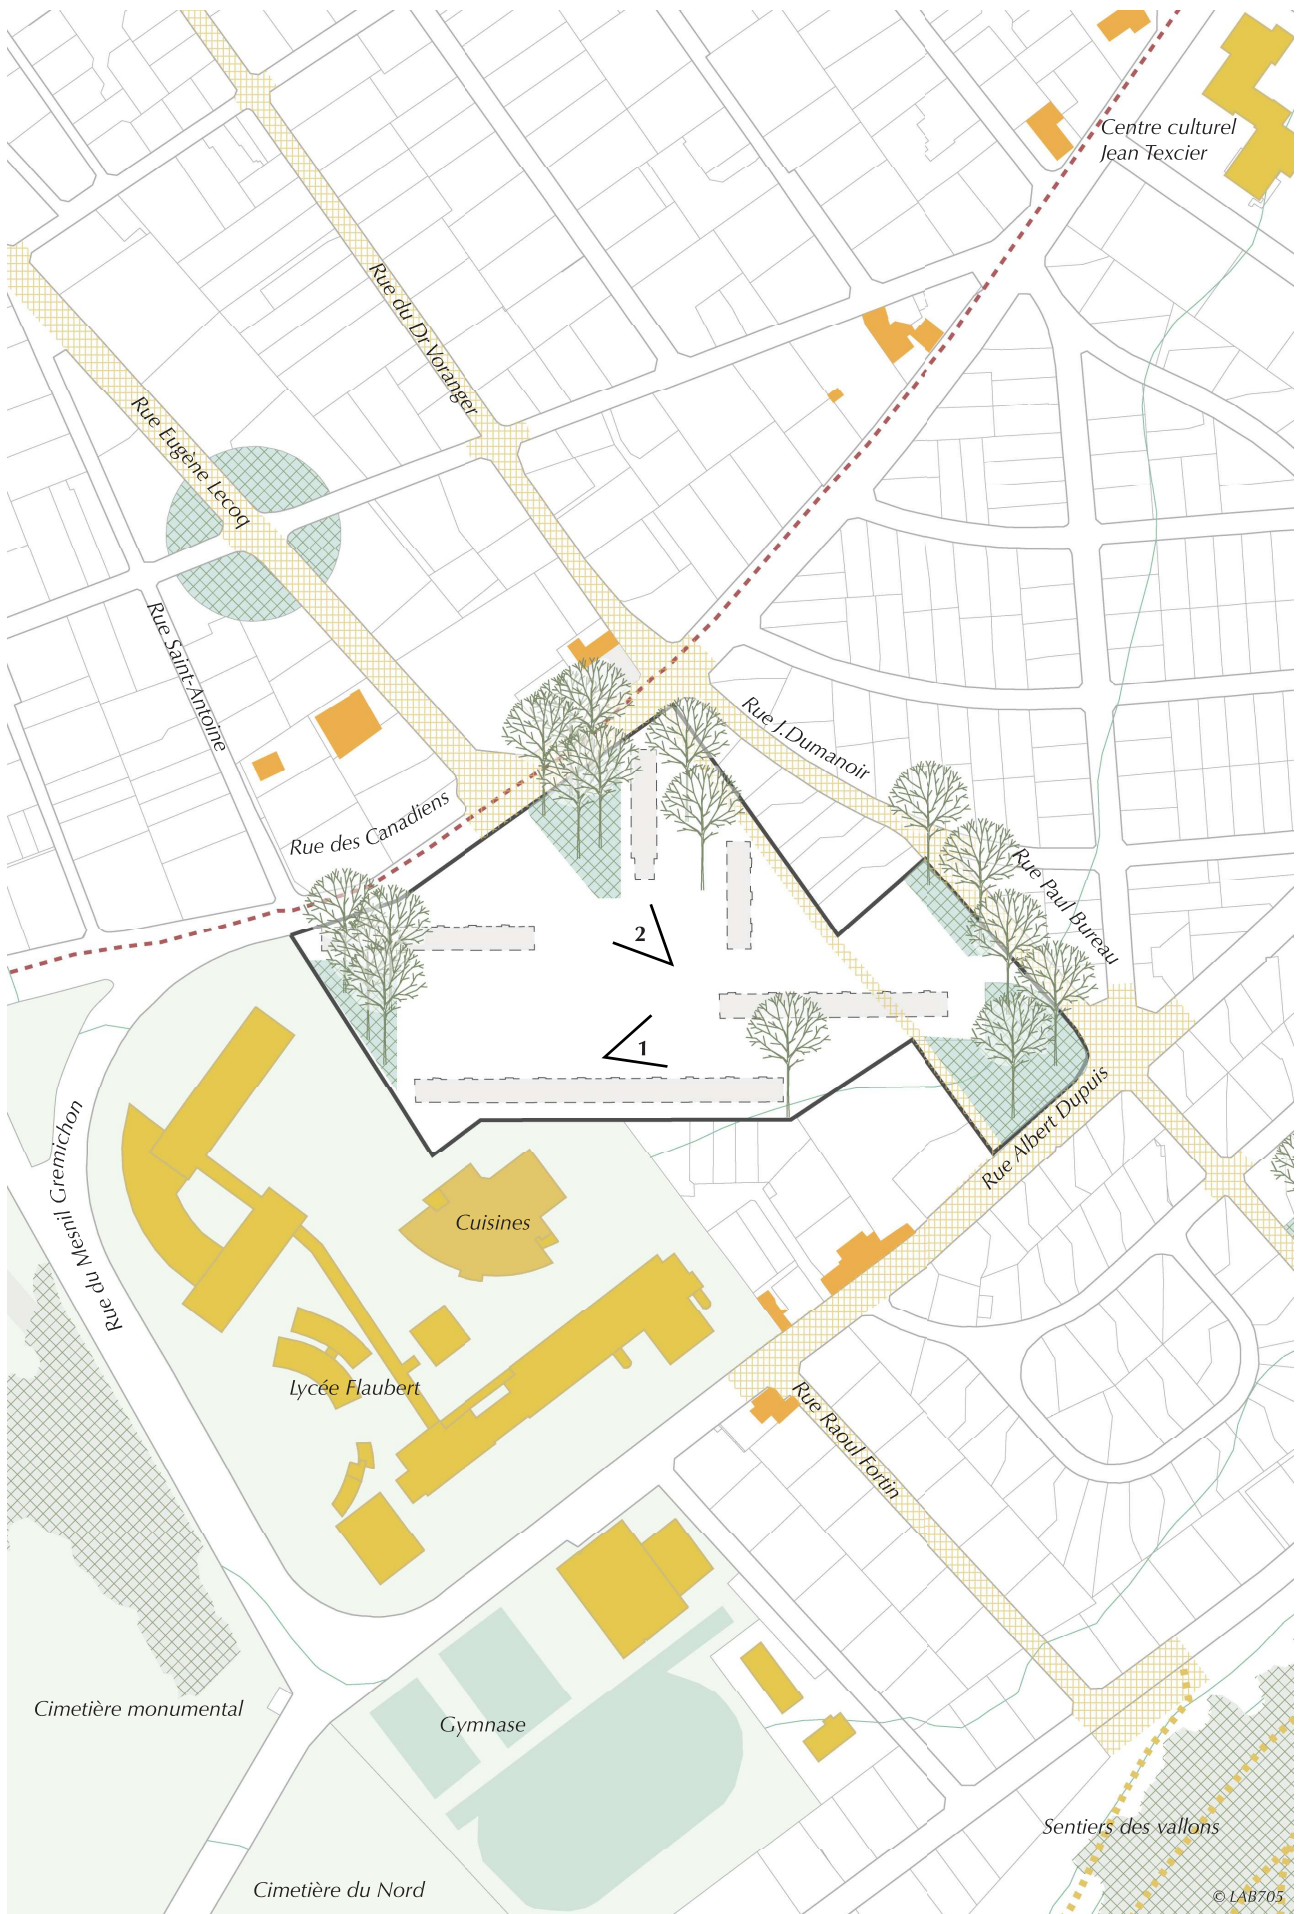 Centre culturel
Jean Texcier
Rue du Dr Voranger
Rue Eugène Lecoq
Rue Saint-Antoine
Rue J.Dumanoir
Rue des Canadiens
Rue Paul Bureau
2
1
Rue Albert Dupuis
Rue du Mesnil Gremichon
Cuisines
Lycée Flaubert
Rue Raoul Fortin
Cimetière monumental
Gymnase
Sentiers des vallons
Cimetière du Nord
© LAB705